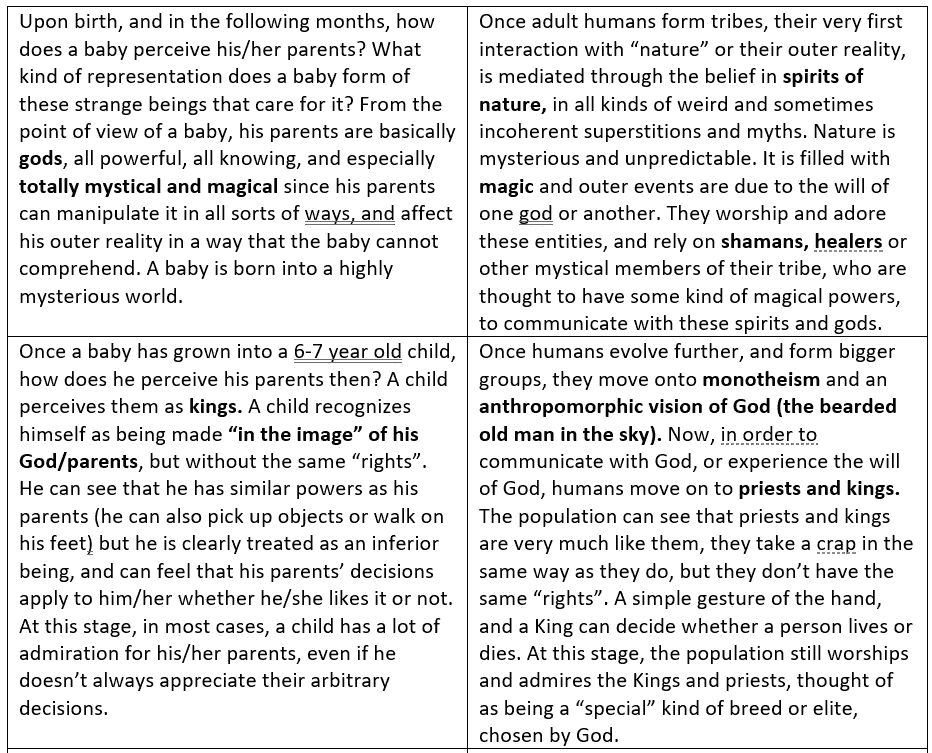 Upon birth, and in the following months, how
does a baby perceive his/her parents? What
kind of representation does a baby form of
these strange beings that care for it? From the
point of view of a baby, his parents are basically
gods, all powerful, all knowing, and especially
totally mystical and magical since his parents
can manipulate it in all sorts of ways, and affect
his outer reality in a way that the baby cannot
comprehend. A baby is born into a highly
mysterious world.
Once adult humans form tribes, their very first
interaction with “nature” or their outer reality,
is mediated through the belief in spirits of
nature, in all kinds of weird and sometimes
incoherent superstitions and myths. Nature is
mysterious and unpredictable. It is filled with
magic and outer events are due to the will of
one god or another. They worship and adore
these entities, and rely on shamans, healers or
other mystical members of their tribe, who are
thought to have some kind of magical powers,
to communicate with these spirits and gods.
Once a baby has grown into a 6-7 year old child,
how does he perceive his parents then? A child
perceives them as kings. A child recognizes
himself as being made “in the image” of his
God/parents, but without the same “rights”.
He can see that he has similar powers as his
parents (he can also pick up objects or walk on
his feet) but he is clearly treated as an inferior
being, and can feel that his parents’ decisions
apply to him/her whether he/she likes it or not.
At this stage, in most cases, a child has a lot of
admiration for his/her parents, even if he
doesn’t always appreciate their arbitrary
decisions.
Once humans evolve further, and form bigger
groups, they move onto monotheism and an
anthropomorphic vision of God (the bearded
old man in the sky). Now, in order to
communicate with God, or experience the will
of God, humans move on to priests and kings.
The population can see that priests and kings
are very much like them, they take a crap in the
same way as they do, but they don’t have the
same “rights”. A simple gesture of the hand,
and a King can decide whether a person lives or
dies. At this stage, the population still worships
and admires the Kings and priests, thought of
as being a “special” kind of breed or elite,
chosen by God.